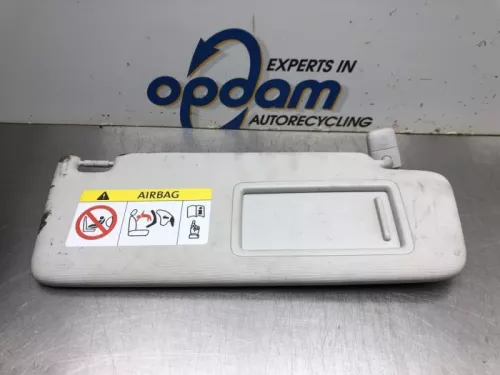 EXPERTS IN
opdam
AUTORECYCLING
AIRBAG